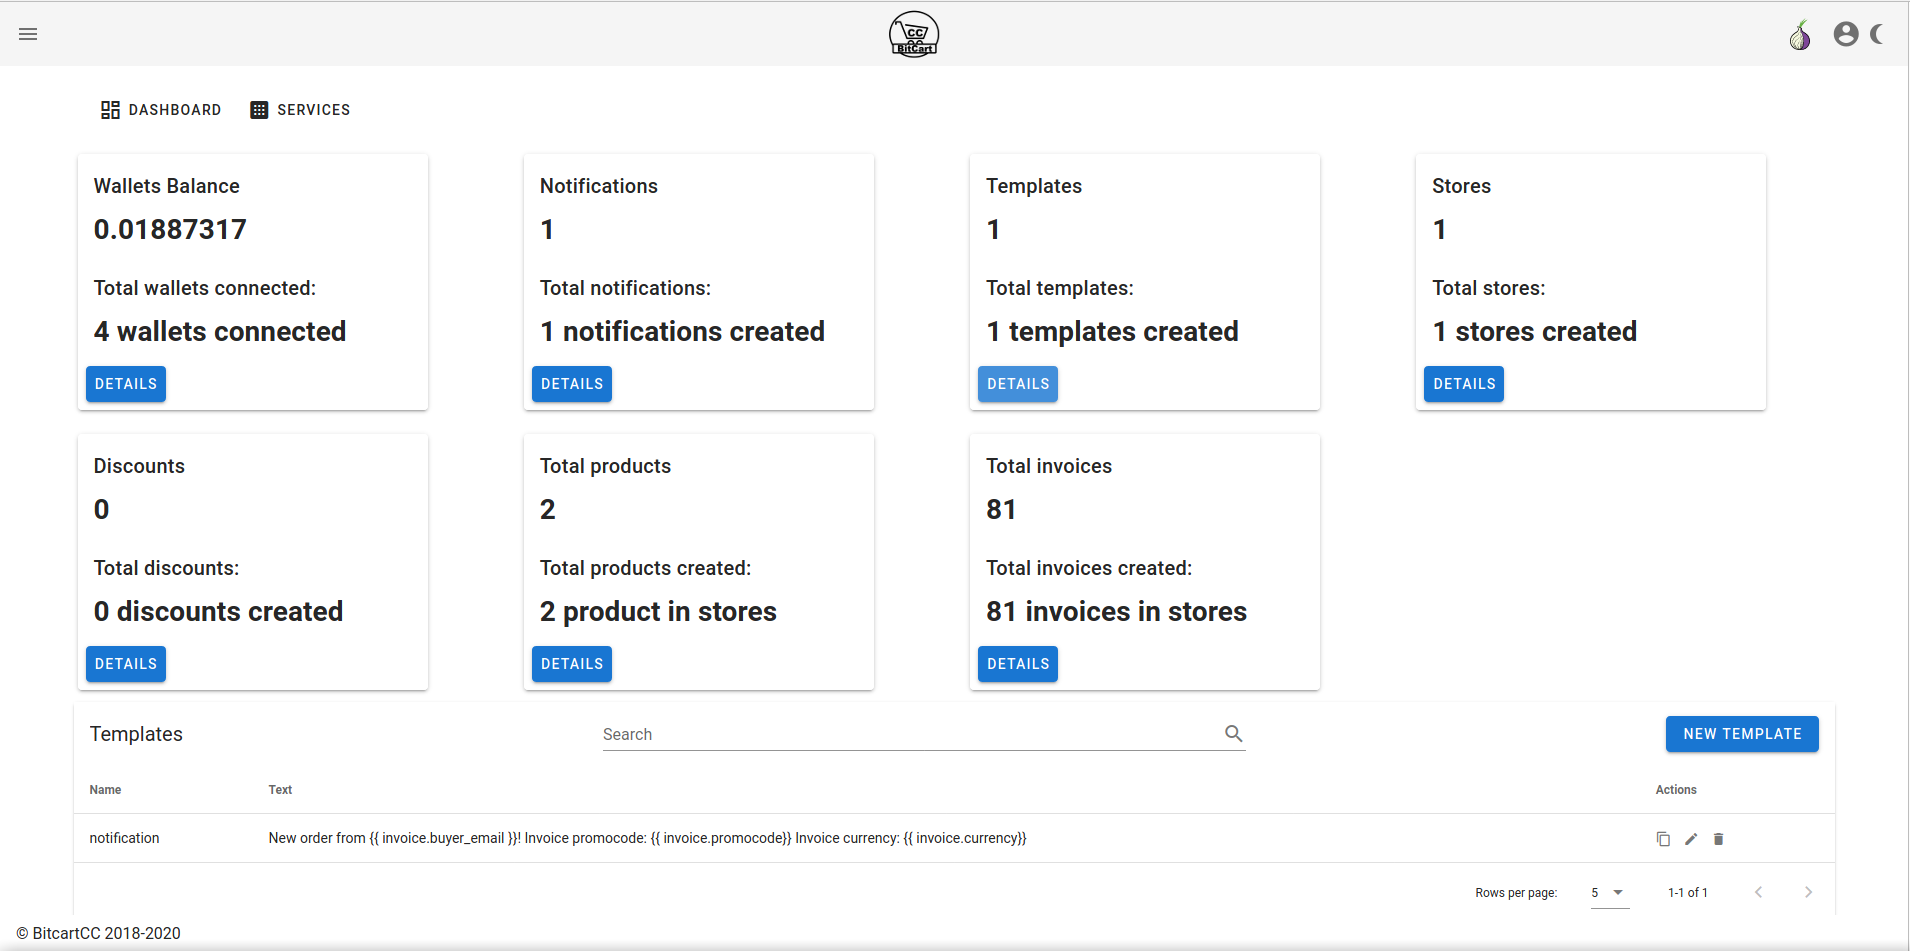 CC
BitCart
DASHBOARD SERVICES
Wallets Balance
0.01887317
Total wallets connected:
4 wallets connected
DETAILS
Notifications
1
Total notifications:
1 notifications created
DETAILS
Templates
1
Total templates:
1 templates created
DETAILS
Stores
1
Total stores:
1 stores created
DETAILS
Discounts
0
Total discounts:
0 discounts created
DETAILS
Total products
2
Total products created:
2 product in stores
DETAILS
Total invoices
81
Total invoices created:
81 invoices in stores
DETAILS
Templates Search NEW TEMPLATE
Name Text Actions
notification New order from {{ invoice.buyer_email }}! Invoice promocode: {{ invoice.promocode}} Invoice currency: {{ invoice.currency}}
Rows per page: 5 1-1 of 1
© BitcartCC 2018-2020